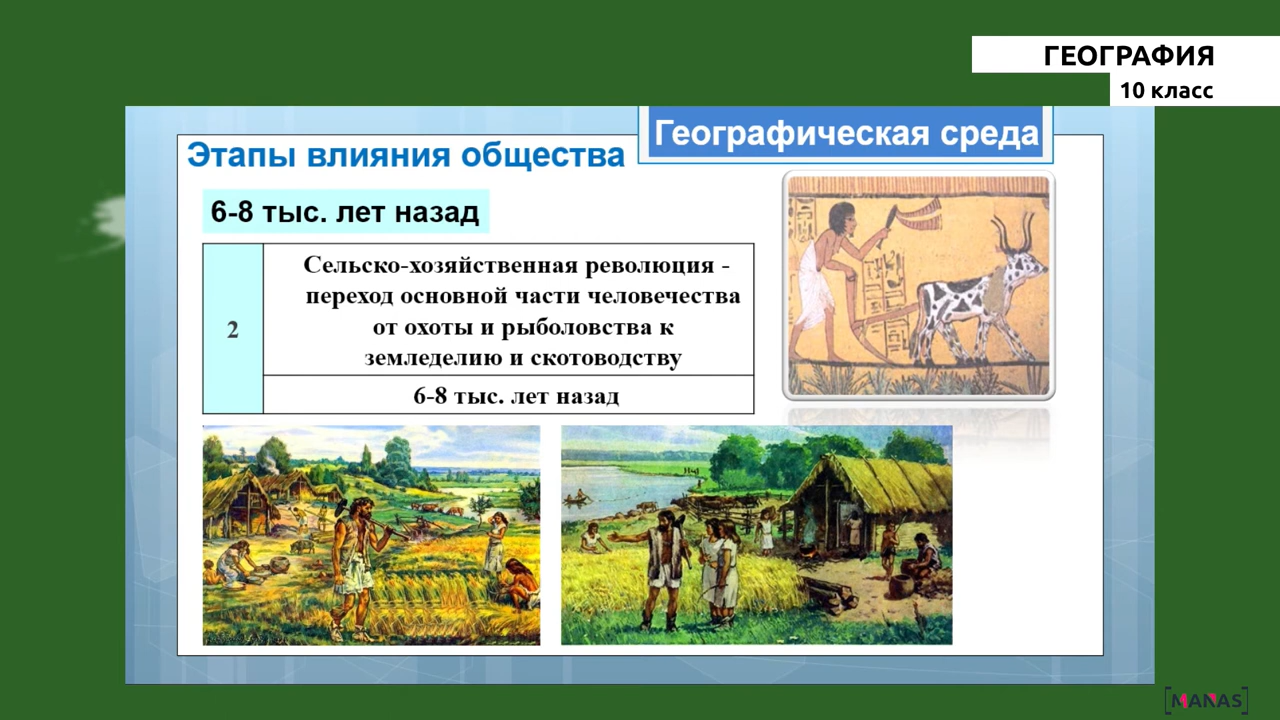 ГЕОГРАФИЯ
10 класс
Географическая среда
Этапы влияния общества
6-8 тыс. лет назад
2
Сельско-хозяйственная революция -
переход основной части человечества
от охоты и рыболовства к
земледелию и скотоводству
6-8 тыс. лет назад
[MANAS]